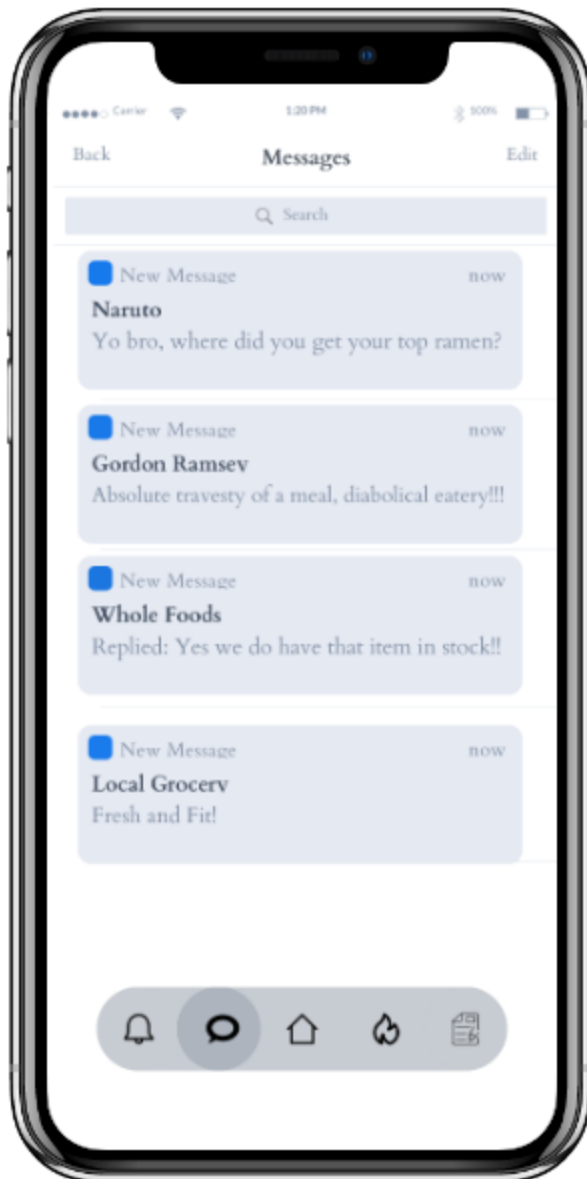 Carrier 1:20 PM 100%
Back Messages Edit
Search
New Message now
Naruto
Yo bro, where did you get your top ramen?
New Message now
Gordon Ramsey
Absolute travesty of a meal, diabolical eatery!!!
New Message now
Whole Foods
Replied: Yes we do have that item in stock!!
New Message now
Local Grocery
Fresh and Fit!